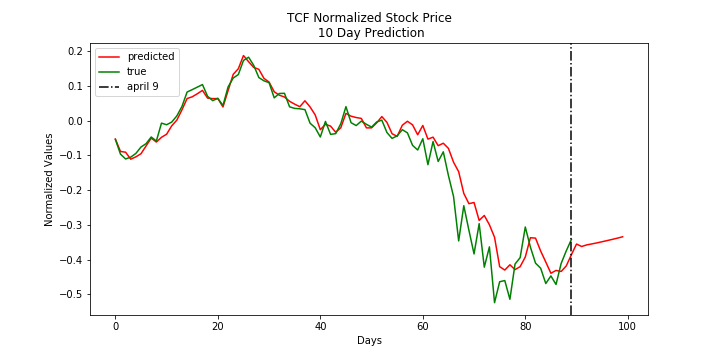 TCF Normalized Stock Price
10 Day Prediction
predicted
true
april 9
Normalized Values
0.2
0.1
0.0
−0.1
−0.2
−0.3
−0.4
−0.5
0 20 40 60 80 100
Days